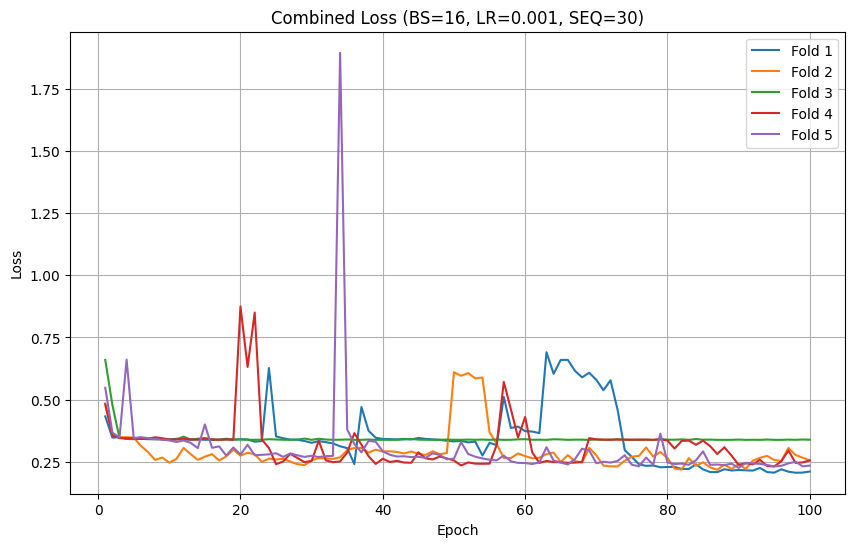 Combined Loss (BS=16, LR=0.001, SEQ=30)
Fold 1
Fold 2
Fold 3
Fold 4
Fold 5
1.75
1.50
1.25
1.00
0.75
0.50
0.25
Loss
0 20 40 60 80 100
Epoch